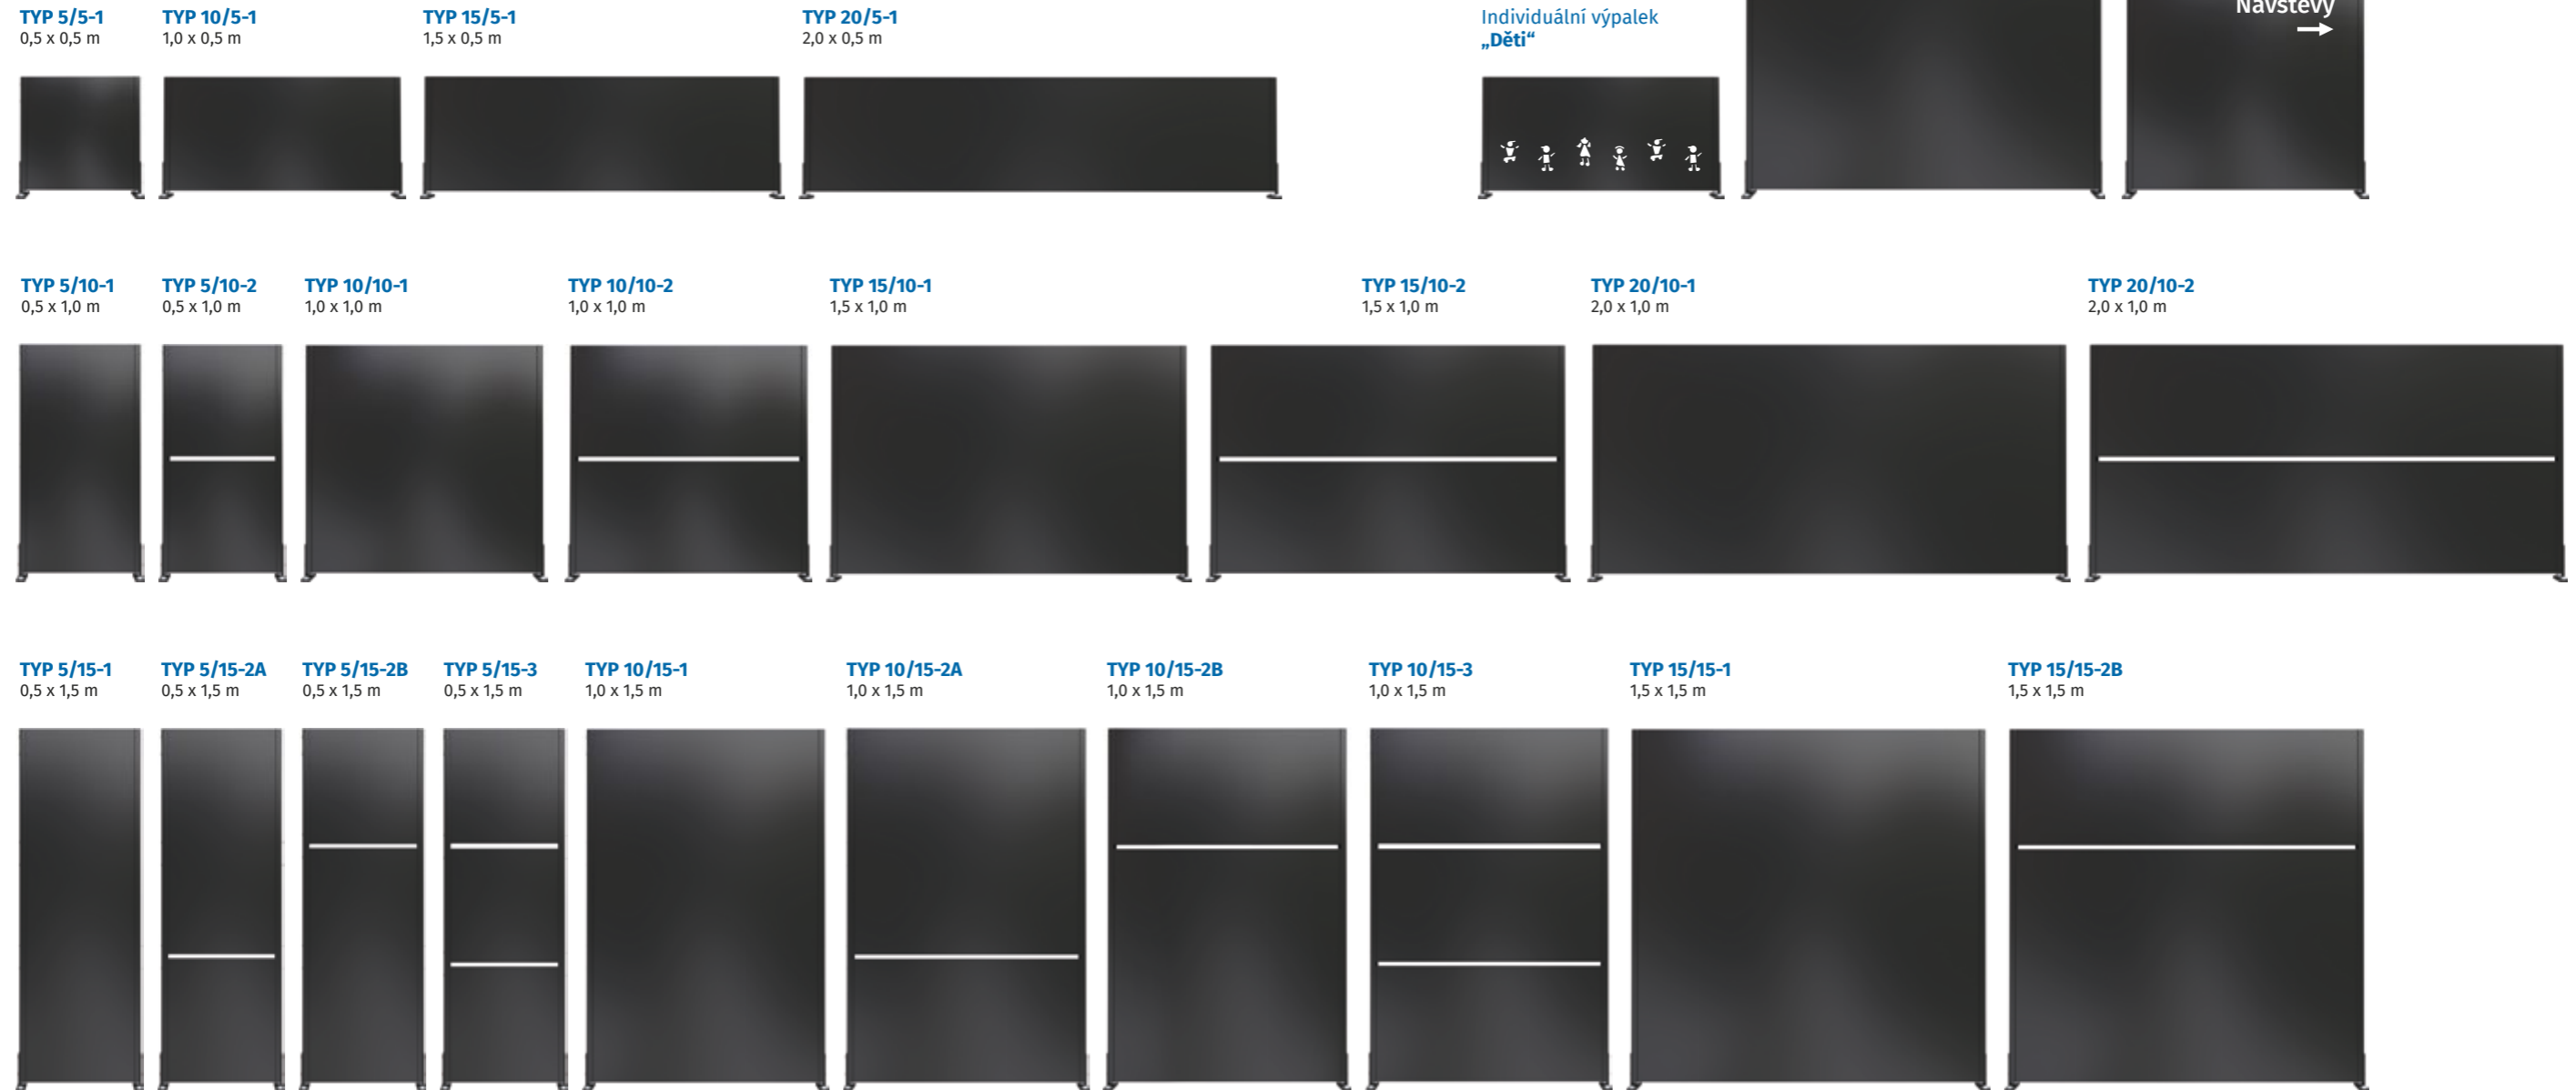 TYP 5/5-1
0,5 x 0,5 m
TYP 10/5-1
1,0 x 0,5 m
TYP 15/5-1
1,5 x 0,5 m
TYP 20/5-1
2,0 x 0,5 m
Individuální výpalek
„Děti“
Návštěvy
TYP 5/10-1
0,5 x 1,0 m
TYP 5/10-2
0,5 x 1,0 m
TYP 10/10-1
1,0 x 1,0 m
TYP 10/10-2
1,0 x 1,0 m
TYP 15/10-1
1,5 x 1,0 m
TYP 15/10-2
1,5 x 1,0 m
TYP 20/10-1
2,0 x 1,0 m
TYP 20/10-2
2,0 x 1,0 m
TYP 5/15-1
0,5 x 1,5 m
TYP 5/15-2A
0,5 x 1,5 m
TYP 5/15-2B
0,5 x 1,5 m
TYP 5/15-3
0,5 x 1,5 m
TYP 10/15-1
1,0 x 1,5 m
TYP 10/15-2A
1,0 x 1,5 m
TYP 10/15-2B
1,0 x 1,5 m
TYP 10/15-3
1,0 x 1,5 m
TYP 15/15-1
1,5 x 1,5 m
TYP 15/15-2B
1,5 x 1,5 m